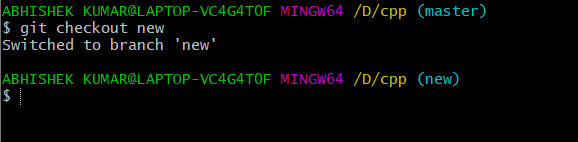 ABHISHEK KUMAR@LAPTOP-VC4G4T0F MINGW64 /D/cpp (master)
$ git checkout new
Switched to branch 'new'
ABHISHEK KUMAR@LAPTOP-VC4G4T0F MINGW64 /D/cpp (new)
$